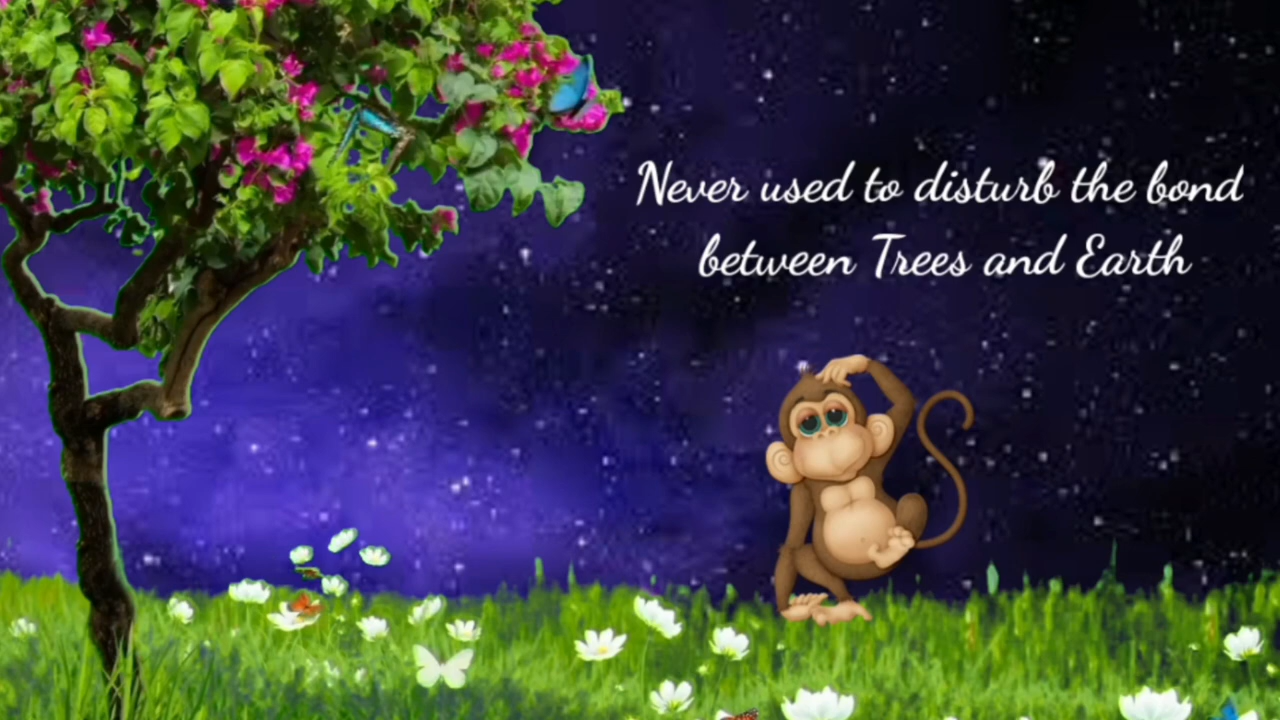 Never used to disturb the bond
between Trees and Earth